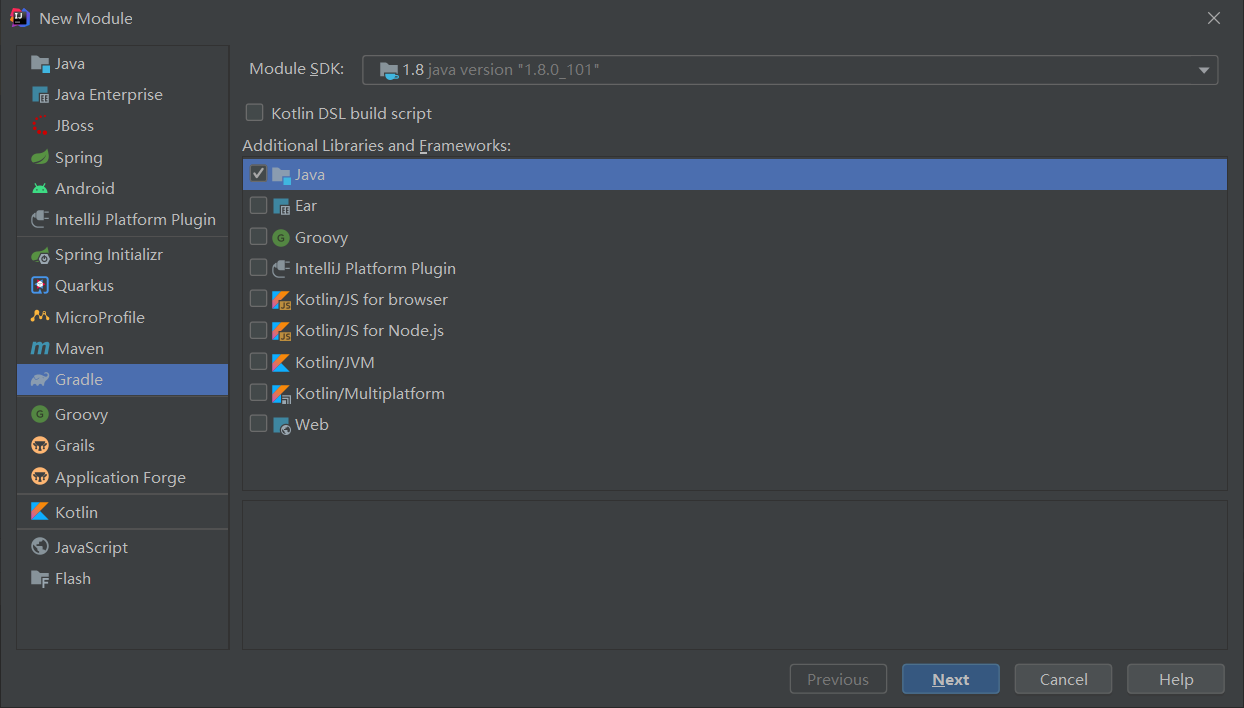 New Module
Java
Java Enterprise
JBoss
Spring
Android
IntelliJ Platform Plugin
Spring Initializr
Quarkus
MicroProfile
Maven
Gradle
Groovy
Grails
Application Forge
Kotlin
JavaScript
Flash
Module SDK: 1.8 java version "1.8.0_101"
Kotlin DSL build script
Additional Libraries and Frameworks:
Java
Ear
Groovy
IntelliJ Platform Plugin
Kotlin/JS for browser
Kotlin/JS for Node.js
Kotlin/JVM
Kotlin/Multiplatform
Web
Previous Next Cancel Help